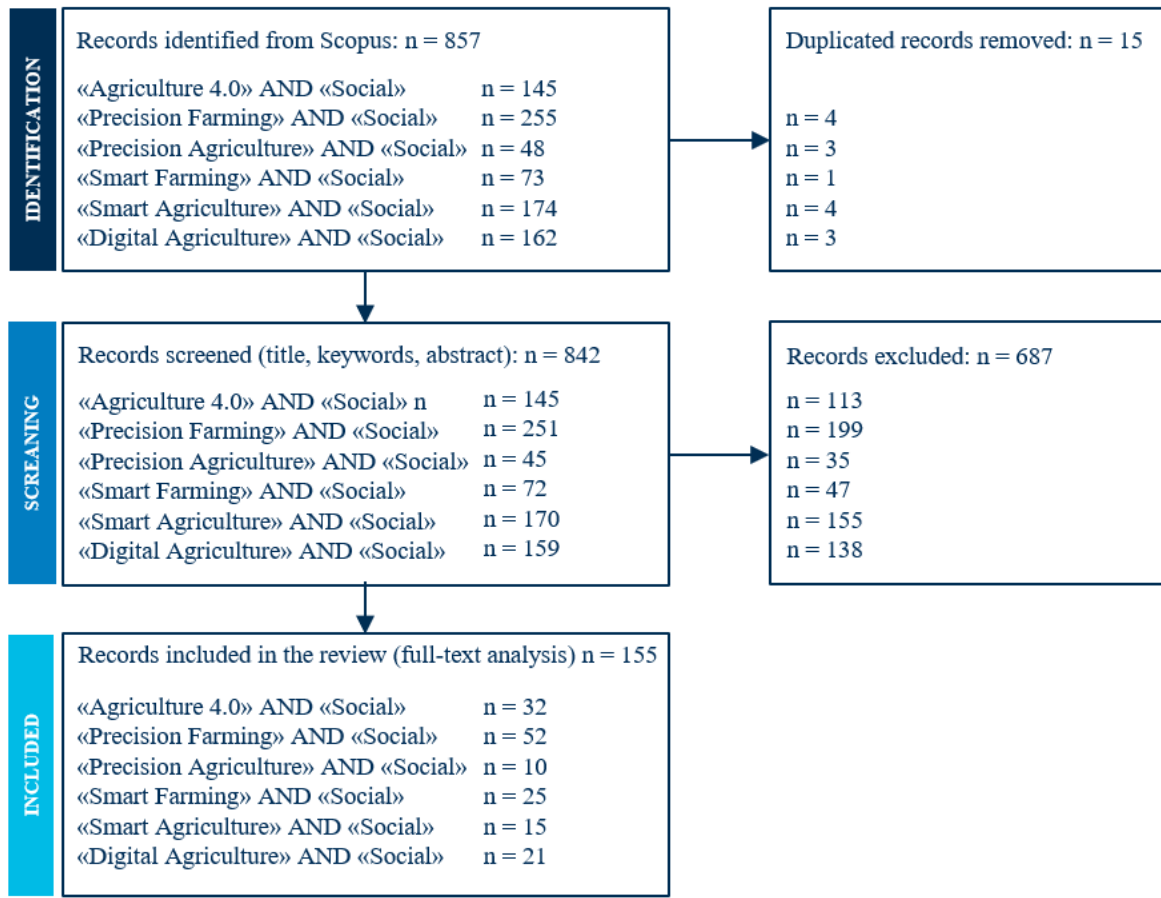 IDENTIFICATION
Records identified from Scopus: n = 857
«Agriculture 4.0» AND «Social» n = 145
«Precision Farming» AND «Social» n = 255
«Precision Agriculture» AND «Social» n = 48
«Smart Farming» AND «Social» n = 73
«Smart Agriculture» AND «Social» n = 174
«Digital Agriculture» AND «Social» n = 162
Duplicated records removed: n = 15
n = 4
n = 3
n = 1
n = 4
n = 3
SCREANING
Records screened (title, keywords, abstract): n = 842
«Agriculture 4.0» AND «Social» n n = 145
«Precision Farming» AND «Social» n = 251
«Precision Agriculture» AND «Social» n = 45
«Smart Farming» AND «Social» n = 72
«Smart Agriculture» AND «Social» n = 170
«Digital Agriculture» AND «Social» n = 159
Records excluded: n = 687
n = 113
n = 199
n = 35
n = 47
n = 155
n = 138
INCLUDED
Records included in the review (full-text analysis) n = 155
«Agriculture 4.0» AND «Social» n = 32
«Precision Farming» AND «Social» n = 52
«Precision Agriculture» AND «Social» n = 10
«Smart Farming» AND «Social» n = 25
«Smart Agriculture» AND «Social» n = 15
«Digital Agriculture» AND «Social» n = 21